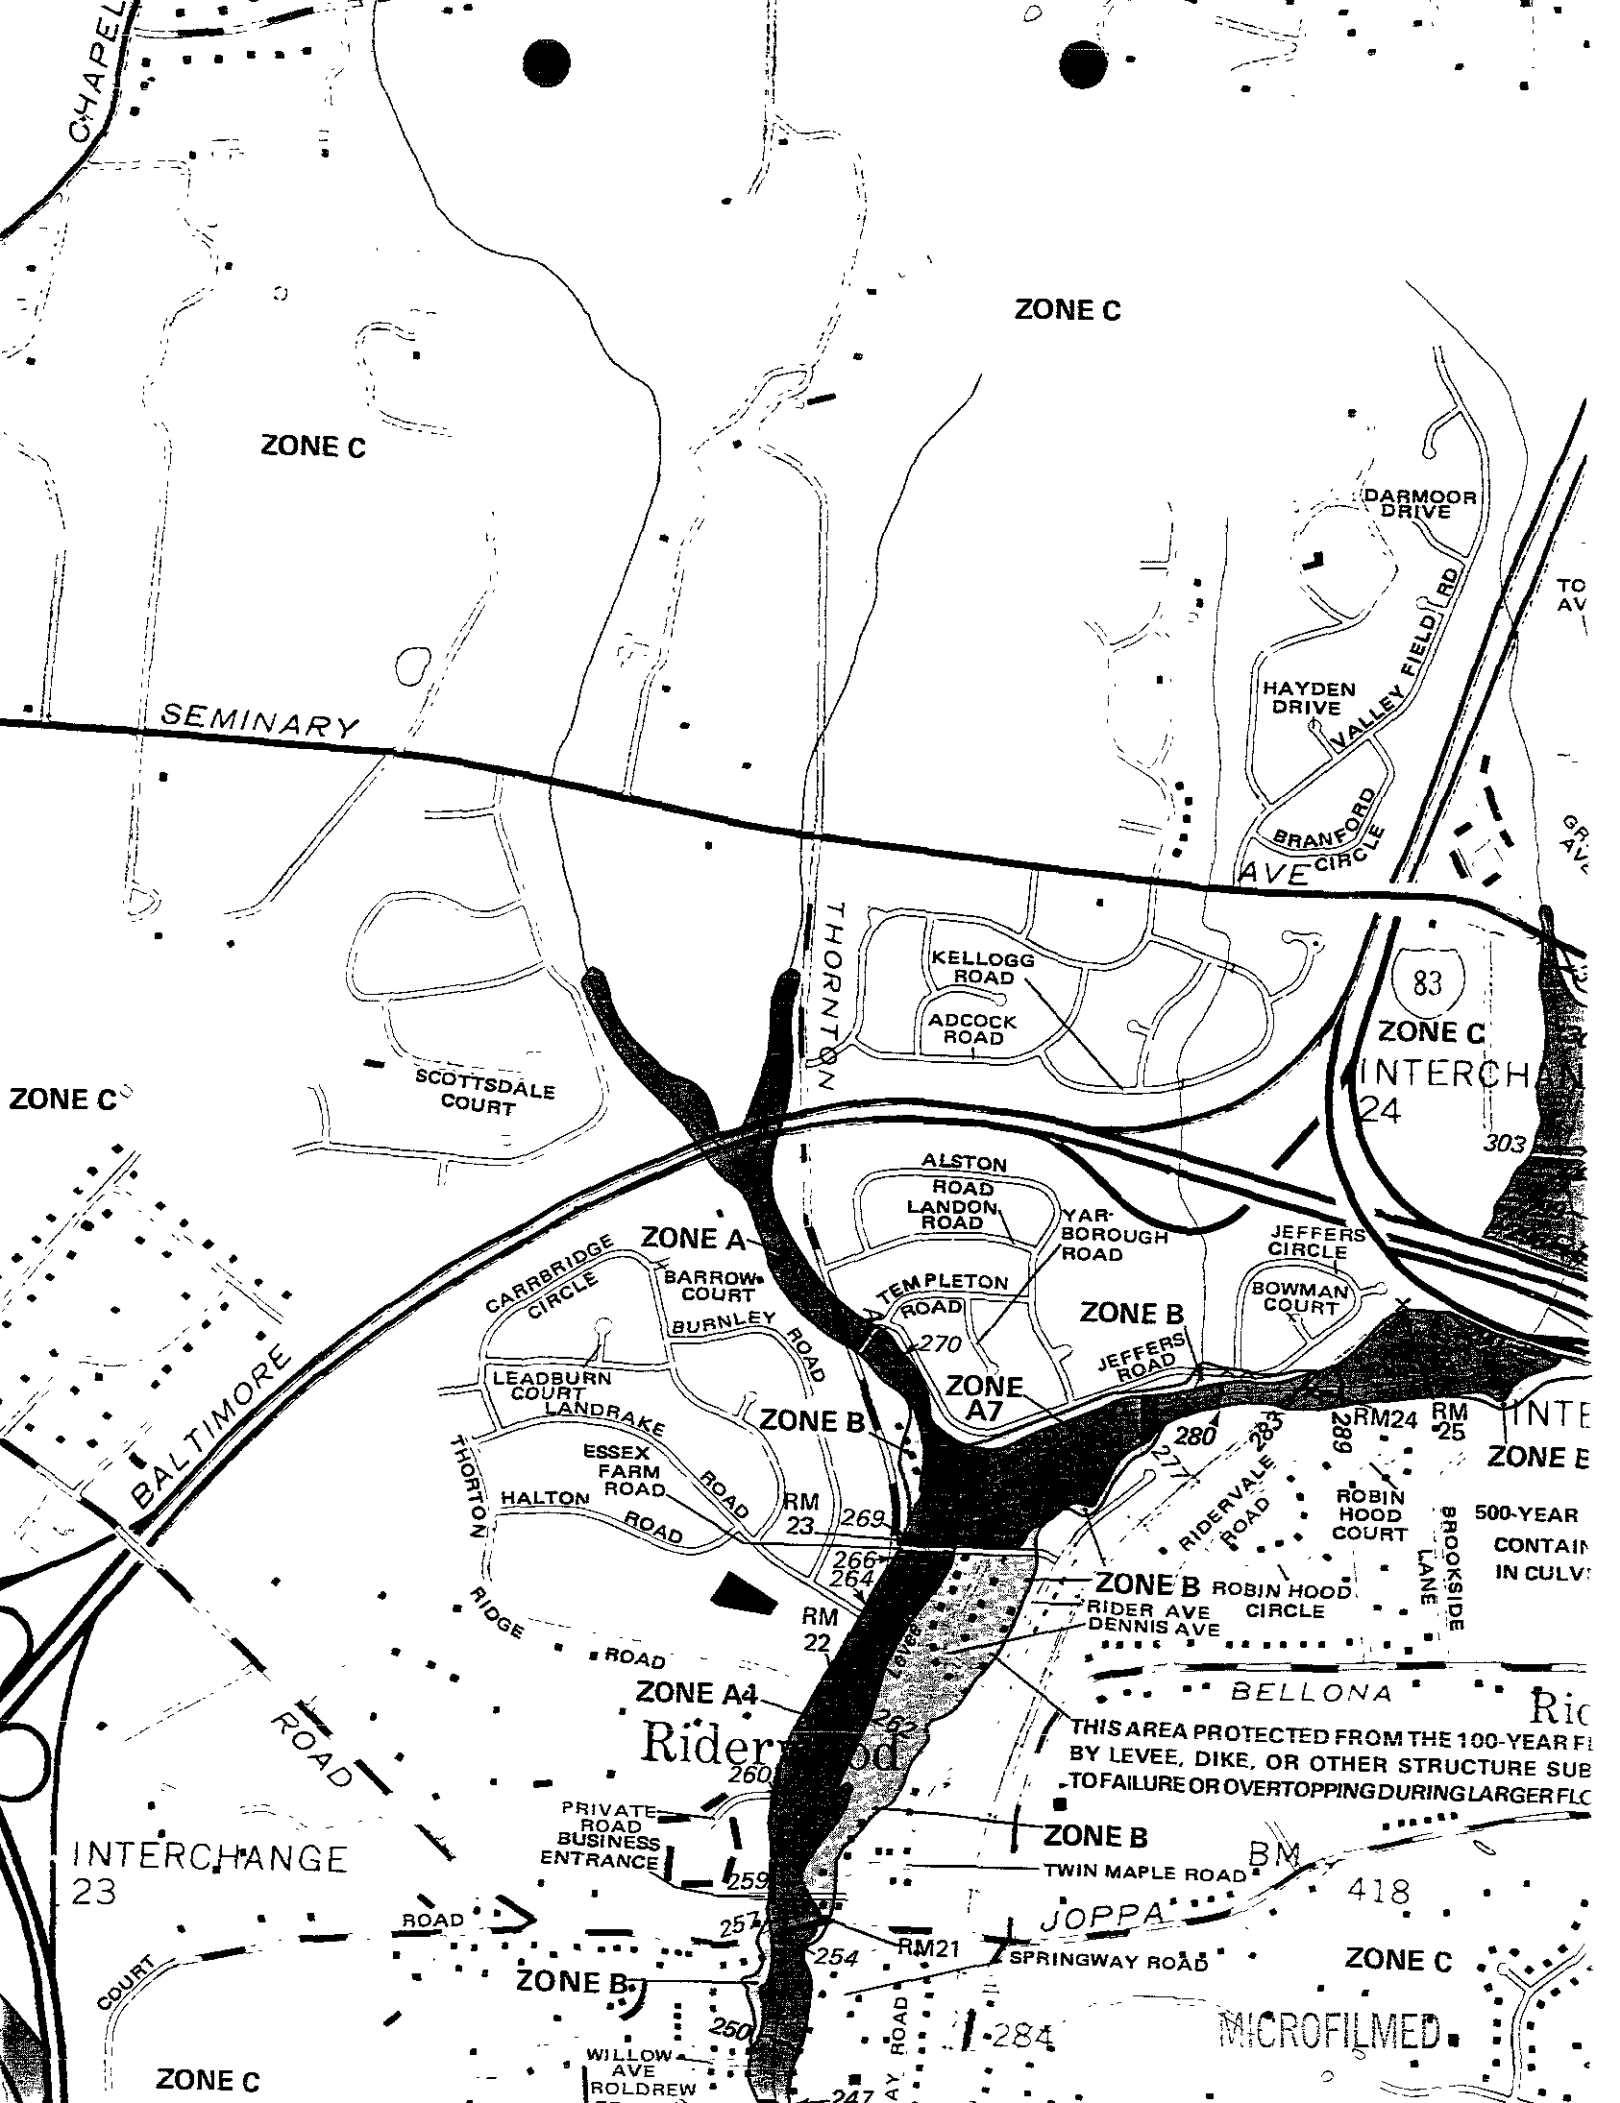 CHAPEL
ZONE C
ZONE C
DARMOOR
DRIVE
TO
AV
VALLEY FIELD RD
HAYDEN
DRIVE
SEMINARY
BRANFORD
CIRCLE
AVE
GR
AVE
THORNTON
KELLOGG
ROAD
ADCOCK
ROAD
83
ZONE C
INTERCHAN
24
SCOTTSDALE
COURT
ZONE C
303
ALSTON
ROAD
LANDON
ROAD
YAR-
BOROUGH
ROAD
JEFFERS
CIRCLE
ZONE A
CARRBRIDGE
CIRCLE
BARROW
COURT
BURNLEY
ROAD
TEMPLETON
ROAD
BOWMAN
COURT
ZONE B
270
JEFFERS
ROAD
BALTIMORE
LEADBURN
COURT
LANDRAKE
ROAD
ZONE
A7
ZONE B
280
283
289
RM24
RM
25
INTE
277
ZONE B
ESSEX
FARM
ROAD
THORTON
HALTON
ROAD
RM
23
269
RIDERVALE
ROAD
ROBIN
HOOD
COURT
BROOKSIDE
LANE
500-YEAR
CONTAIN
IN CULV
266
264
ZONE B
ROBIN HOOD
CIRCLE
RIDER AVE
DENNIS AVE
RIDGE
ROAD
RM
22
Levee
ZONE A4
BELLONA
262
Riderwood
Rid
THIS AREA PROTECTED FROM THE 100-YEAR FL
BY LEVEE, DIKE, OR OTHER STRUCTURE SUB
TO FAILURE OR OVERTOPPING DURING LARGER FLO
ROAD
260
PRIVATE
ROAD
BUSINESS
ENTRANCE
ZONE B
INTERCHANGE
23
TWIN MAPLE ROAD
BM
418
259
257
JOPPA
ROAD
254
RM21
SPRINGWAY ROAD
ZONE C
COURT
ZONE B
250
284
MICROFILMED
WILLOW
AVE
ROLDREW
AY ROAD
ZONE C
247